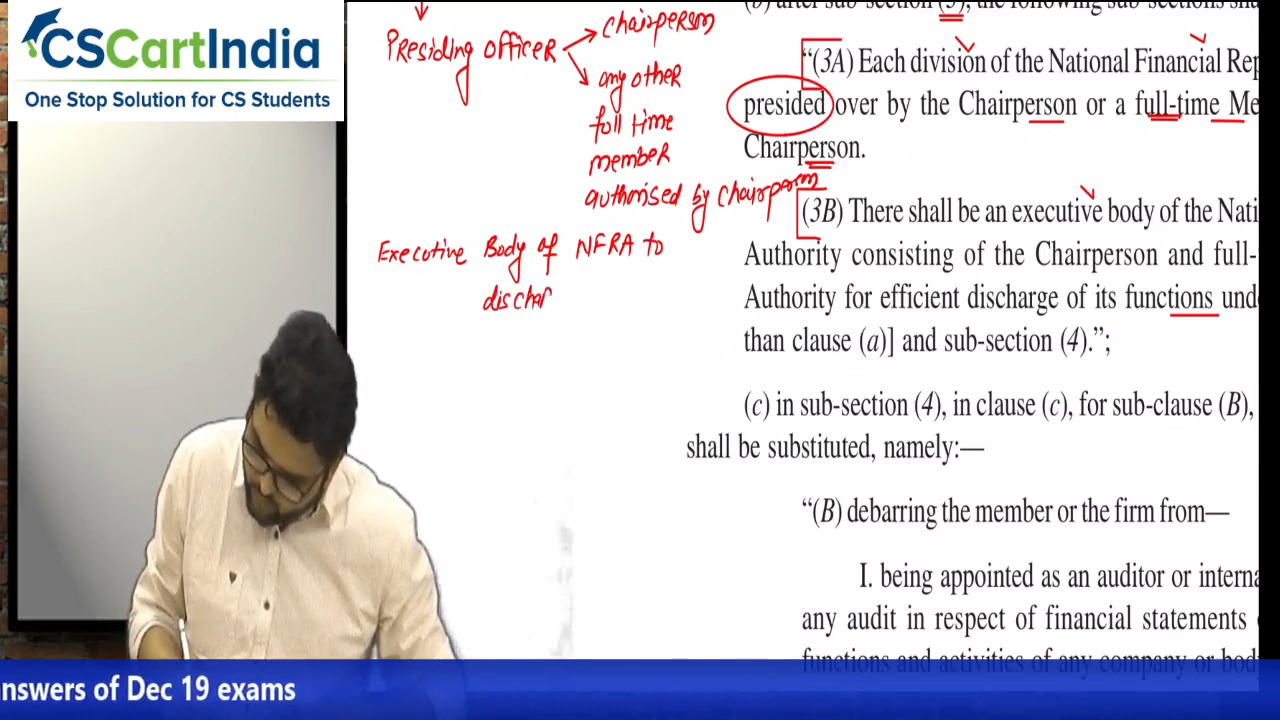 CSCartIndia
One Stop Solution for CS Students
Presiding officer
chairperson
any other
full time
member
authorised by chairperson
Executive Body of NFRA to
dischar
(b) after sub-section (3), the following sub-sections
“(3A) Each division of the National Financial Rep
presided over by the Chairperson or a full-time Me
Chairperson.
(3B) There shall be an executive body of the Nati
Authority consisting of the Chairperson and full-
Authority for efficient discharge of its functions und
than clause (a)] and sub-section (4).”;
(c) in sub-section (4), in clause (c), for sub-clause (B),
shall be substituted, namely:—
“(B) debarring the member or the firm from—
I. being appointed as an auditor or interna
any audit in respect of financial statements
functions and activities of any company or bod
nswers of Dec 19 exams